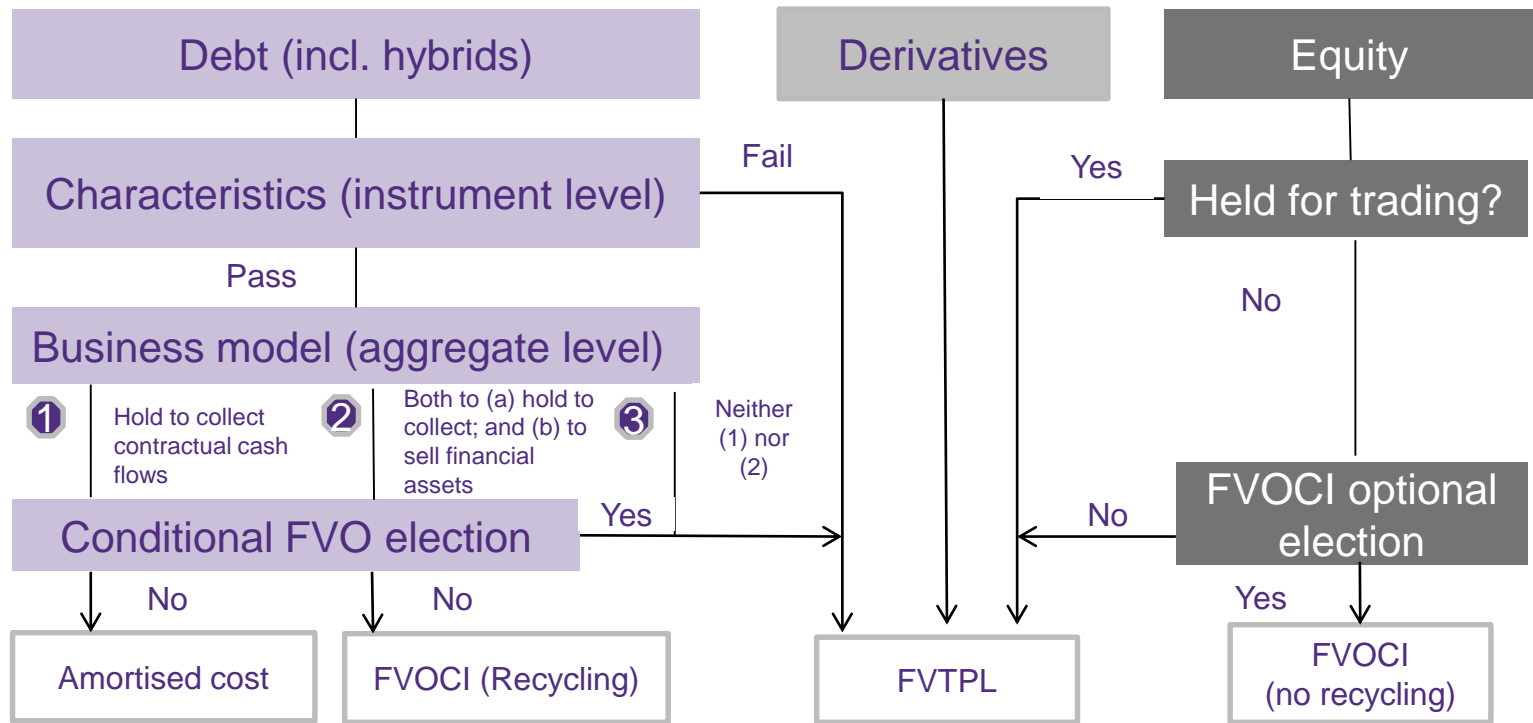 Debt (incl. hybrids)
Derivatives
Equity
Characteristics (instrument level)
Fail
Yes
Held for trading?
Pass
No
Business model (aggregate level)
1
Hold to collect
contractual cash
flows
2
Both to (a) hold to
collect; and (b) to
sell financial
assets
3
Neither
(1) nor
(2)
Conditional FVO election
Yes
No
FVOCI optional
election
No
No
Yes
Amortised cost
FVOCI (Recycling)
FVTPL
FVOCI
(no recycling)